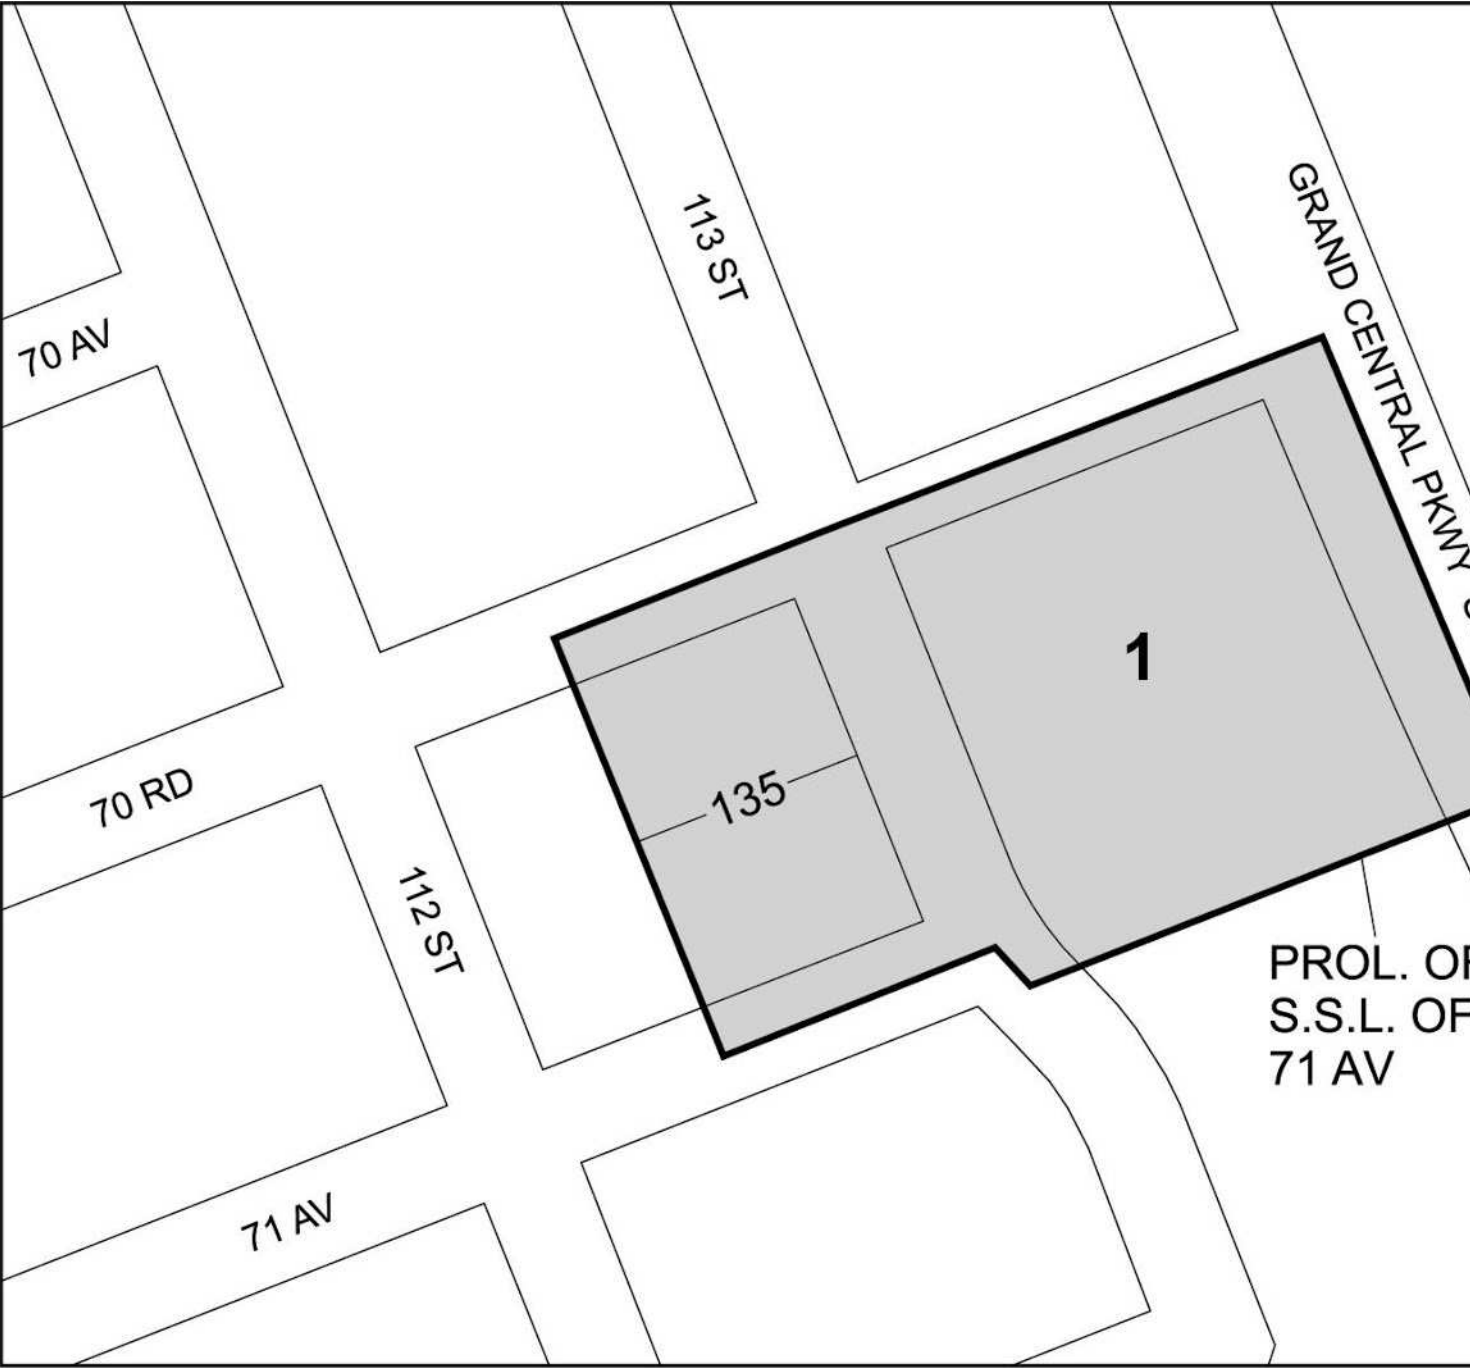 113 ST
GRAND CENTRAL PKWY
70 AV
1
135
70 RD
112 ST
PROL. OF
S.S.L. OF
71 AV
71 AV